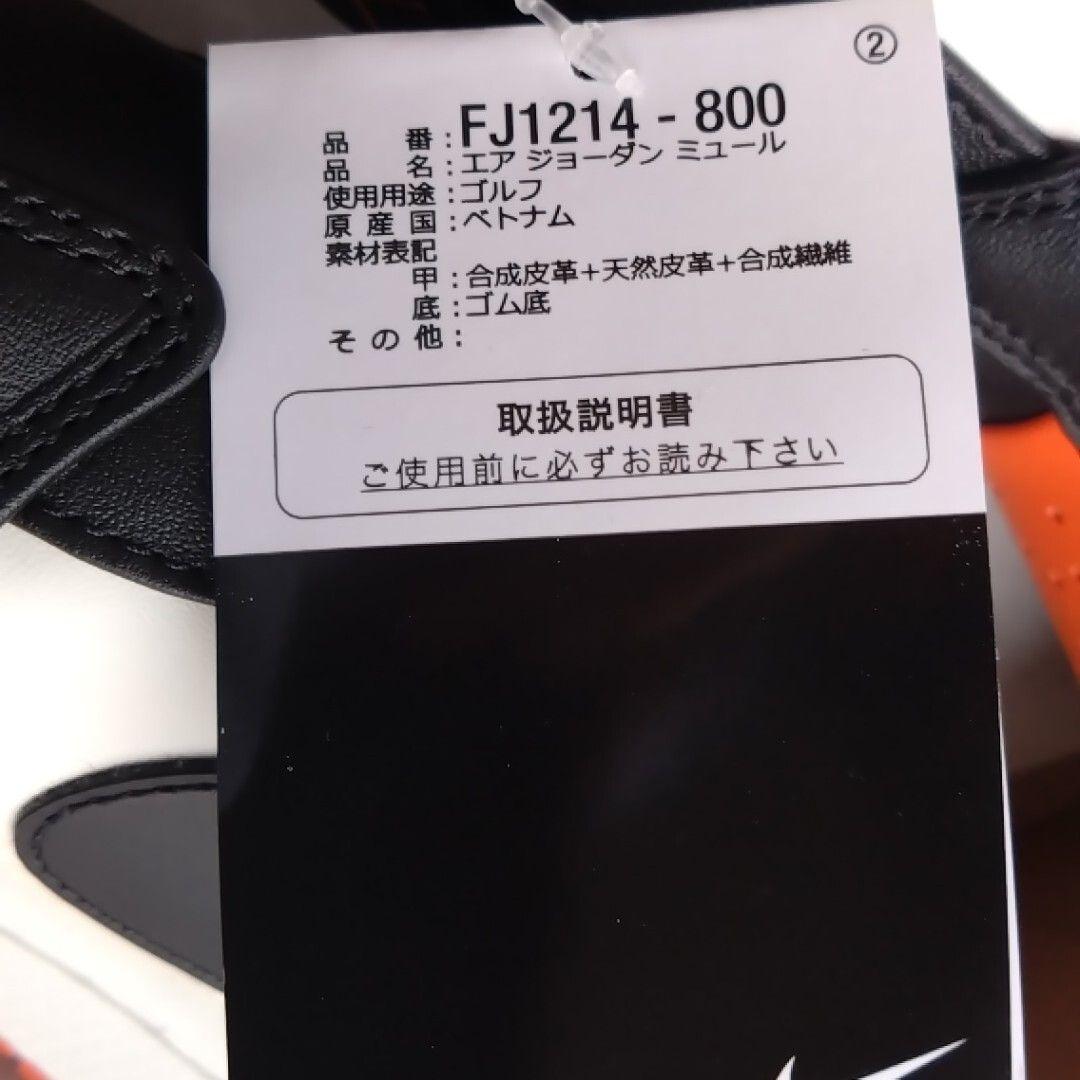 ②
品番:FJ1214-800
品名:エア ジョーダン ミュール
使用用途:ゴルフ
原産国:ベトナム
素材表記
甲:合成皮革+天然皮革+合成繊維
底:ゴム底
その他:
取扱説明書
ご使用前に必ずお読み下さい